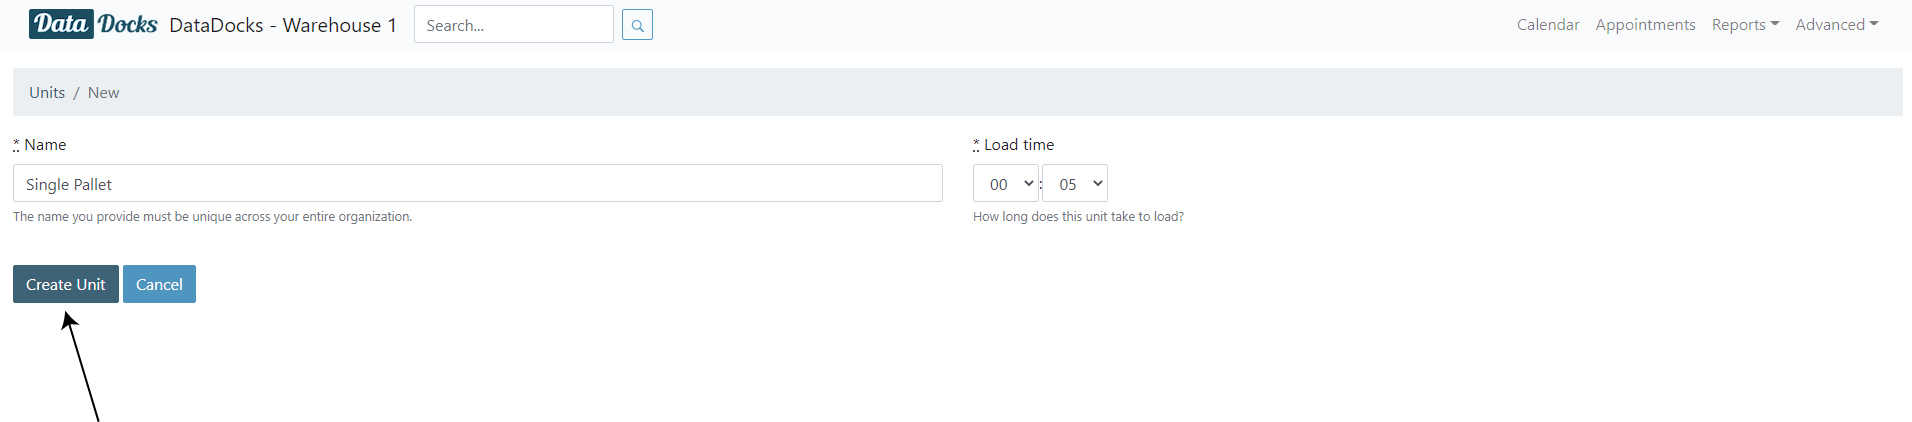 Data Docks DataDocks - Warehouse 1 Search... Calendar Appointments Reports Advanced
Units / New
* Name
Single Pallet
The name you provide must be unique across your entire organization.
* Load time
00 : 05
How long does this unit take to load?
Create Unit Cancel